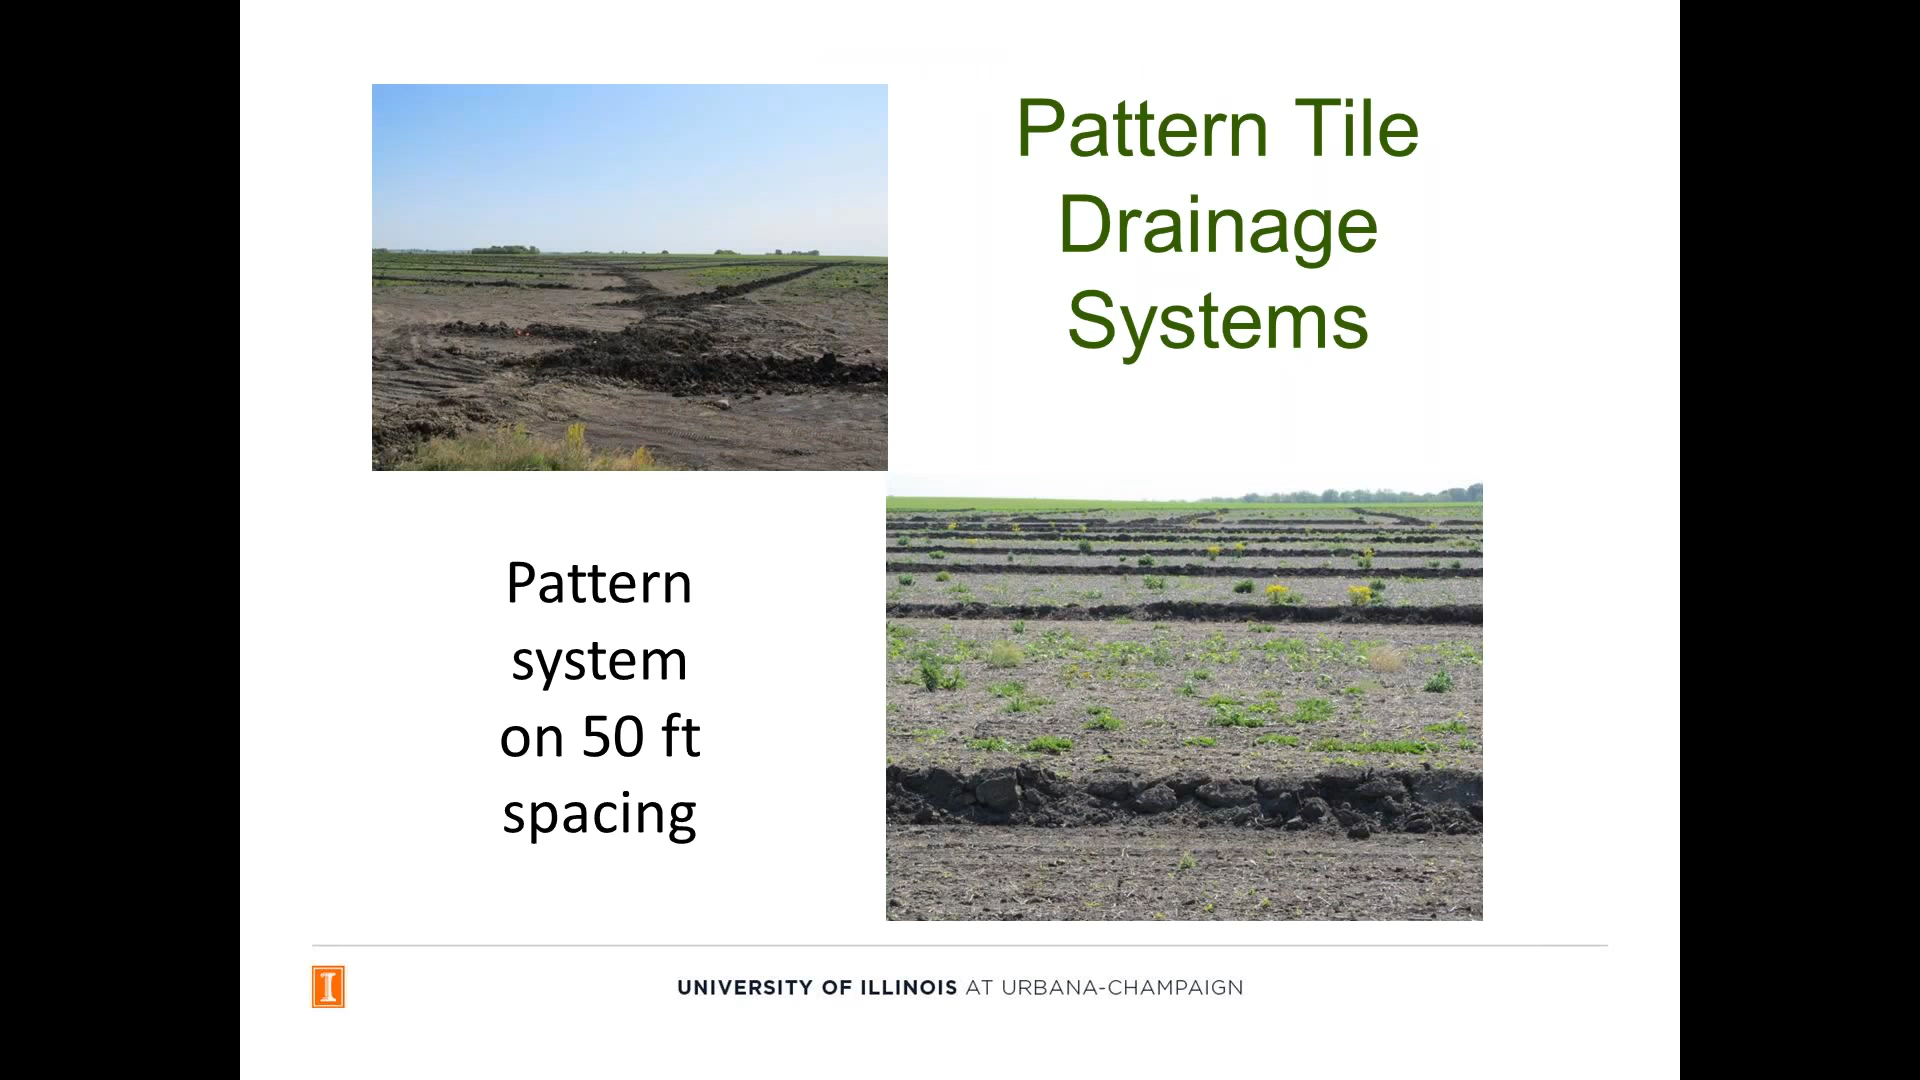 Pattern Tile
Drainage
Systems
Pattern
system
on 50 ft
spacing
I
UNIVERSITY OF ILLINOIS AT URBANA-CHAMPAIGN